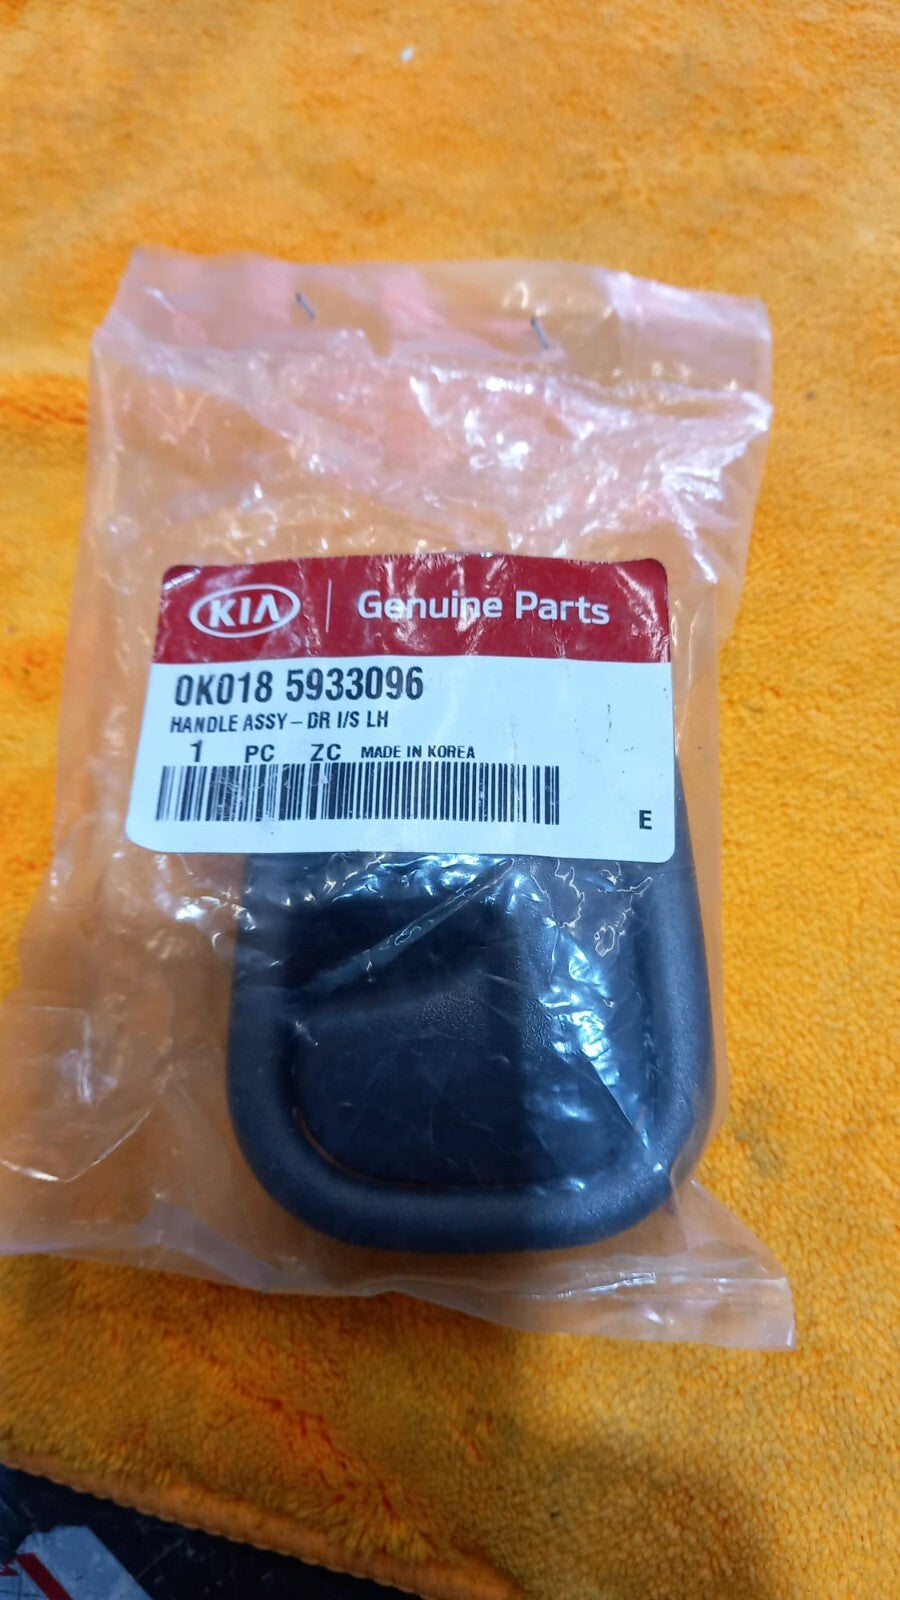 KIA Genuine Parts
0K018 5933096
HANDLE ASSY - DR I/S LH
1 PC ZC MADE IN KOREA
E